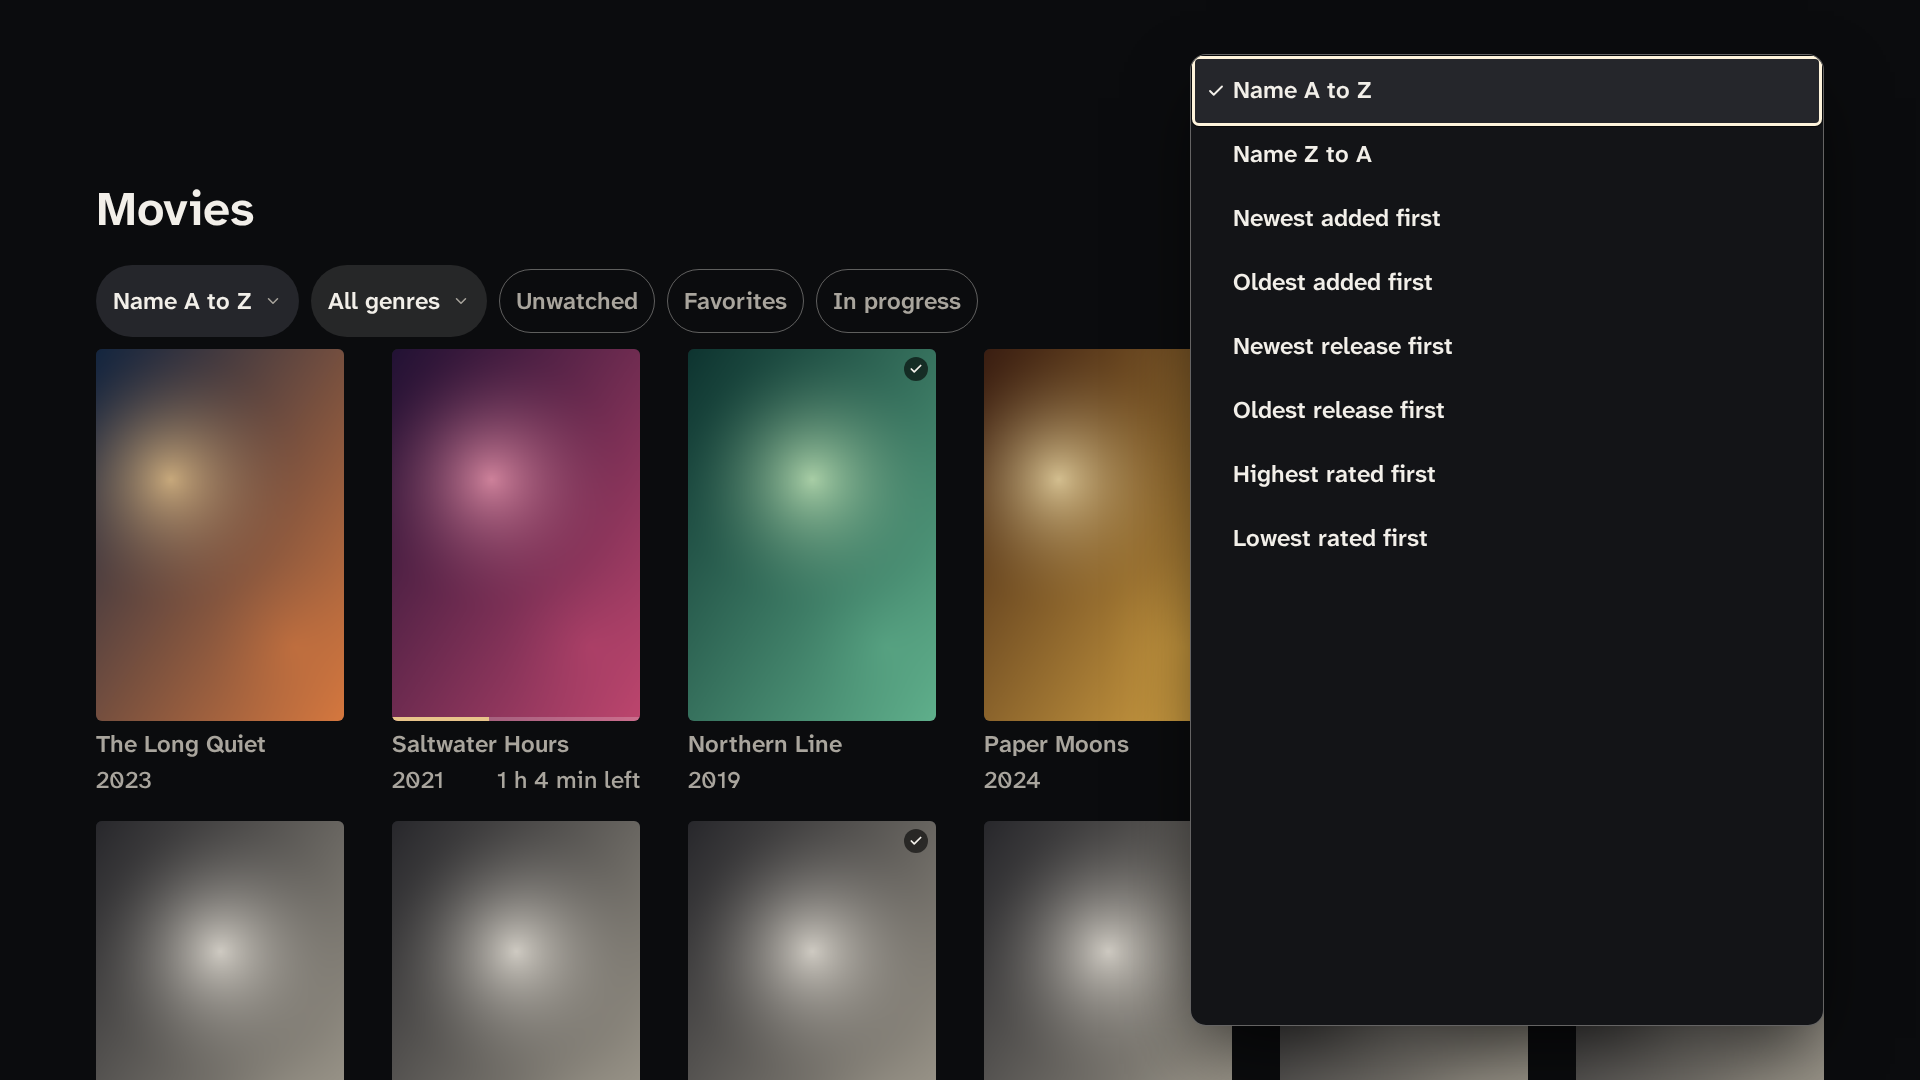 Movies
Name A to Z
All genres
Unwatched
Favorites
In progress
The Long Quiet
2023
Saltwater Hours
2021 1 h 4 min left
Northern Line
2019
Paper Moons
2024
Name A to Z
Name Z to A
Newest added first
Oldest added first
Newest release first
Oldest release first
Highest rated first
Lowest rated first